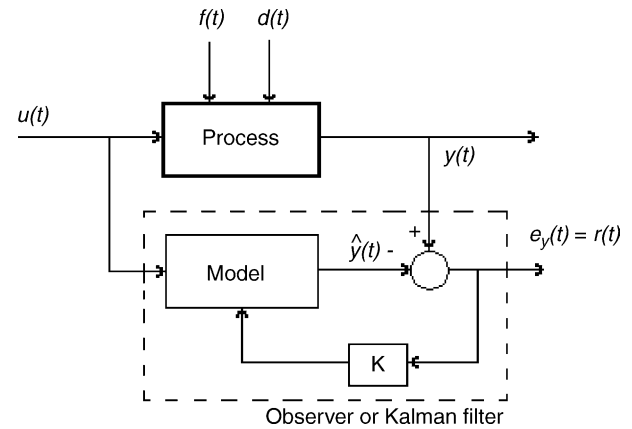 f(t) d(t)
u(t)
Process
y(t)
+
ŷ(t) -
e_y(t) = r(t)
Model
K
Observer or Kalman filter